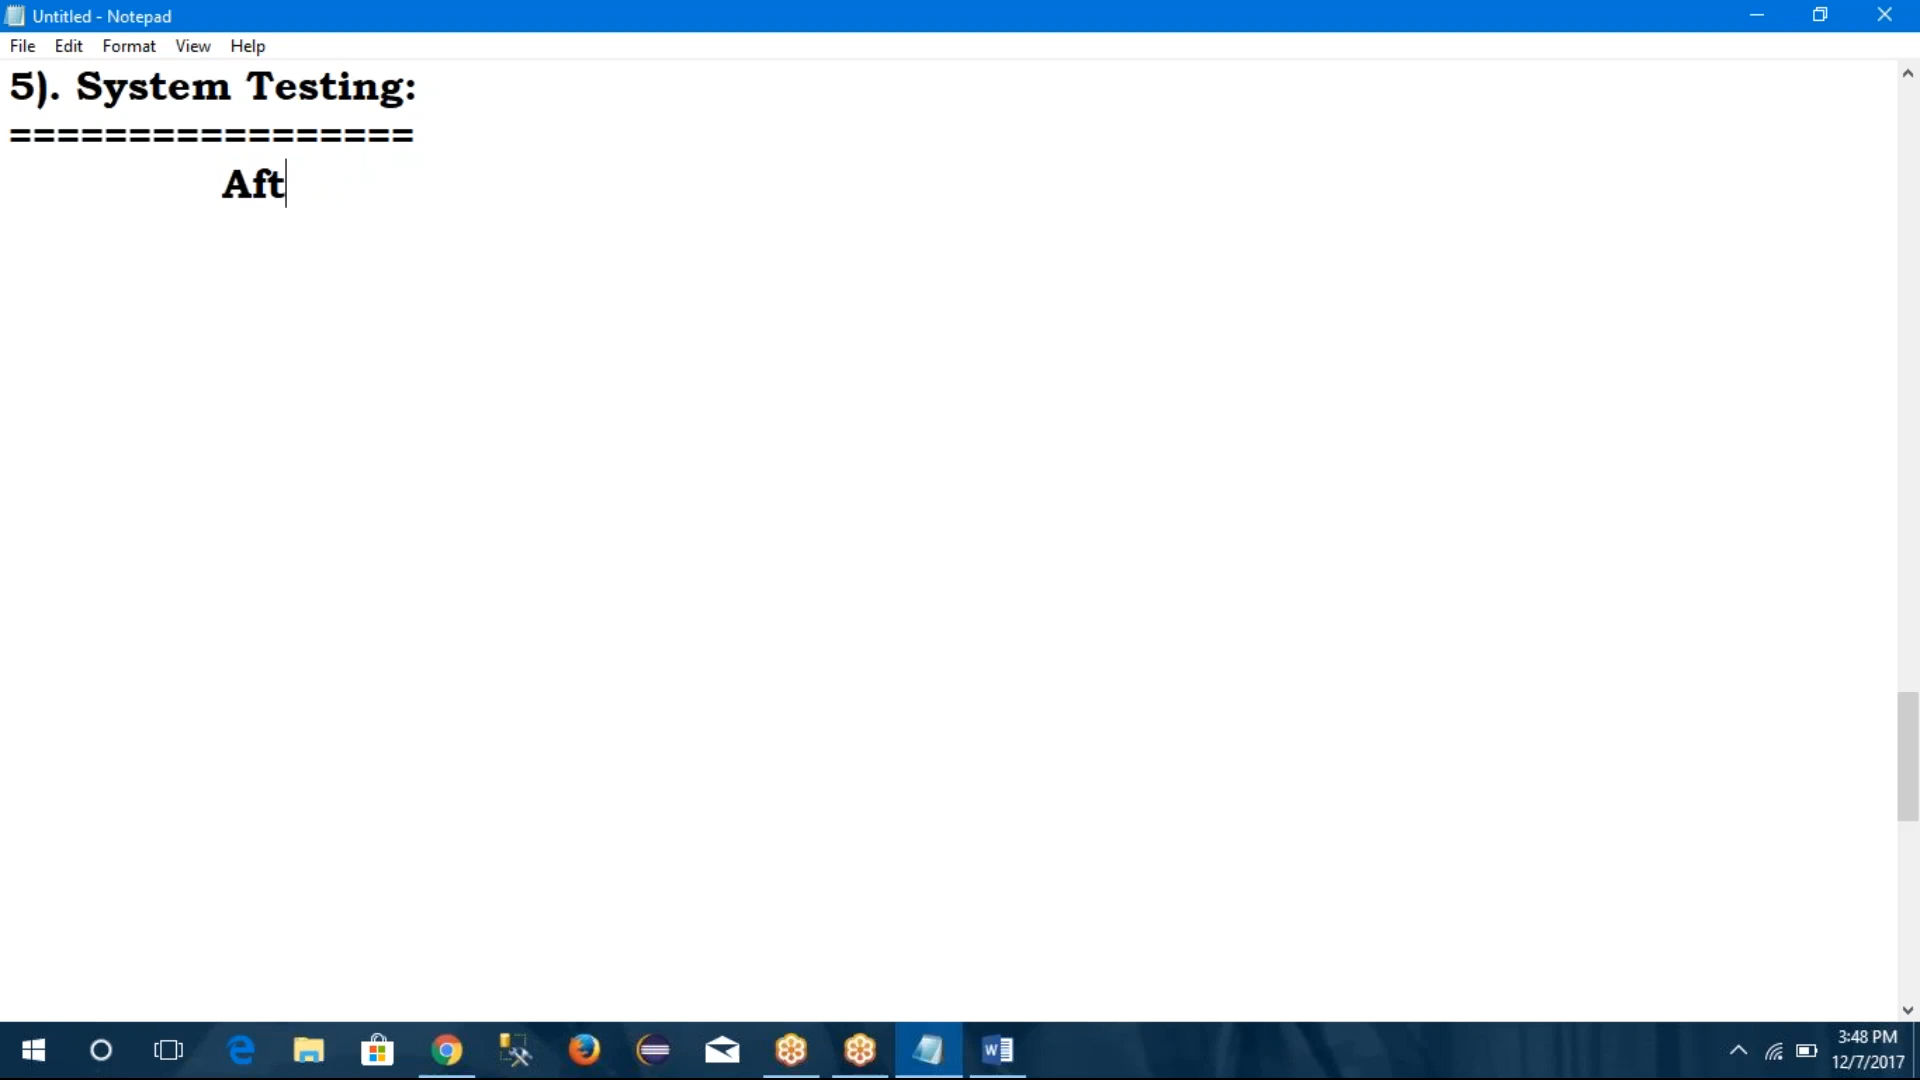 Untitled - Notepad
File Edit Format View Help
5). System Testing:
=================
Aft
3:48 PM
12/7/2017